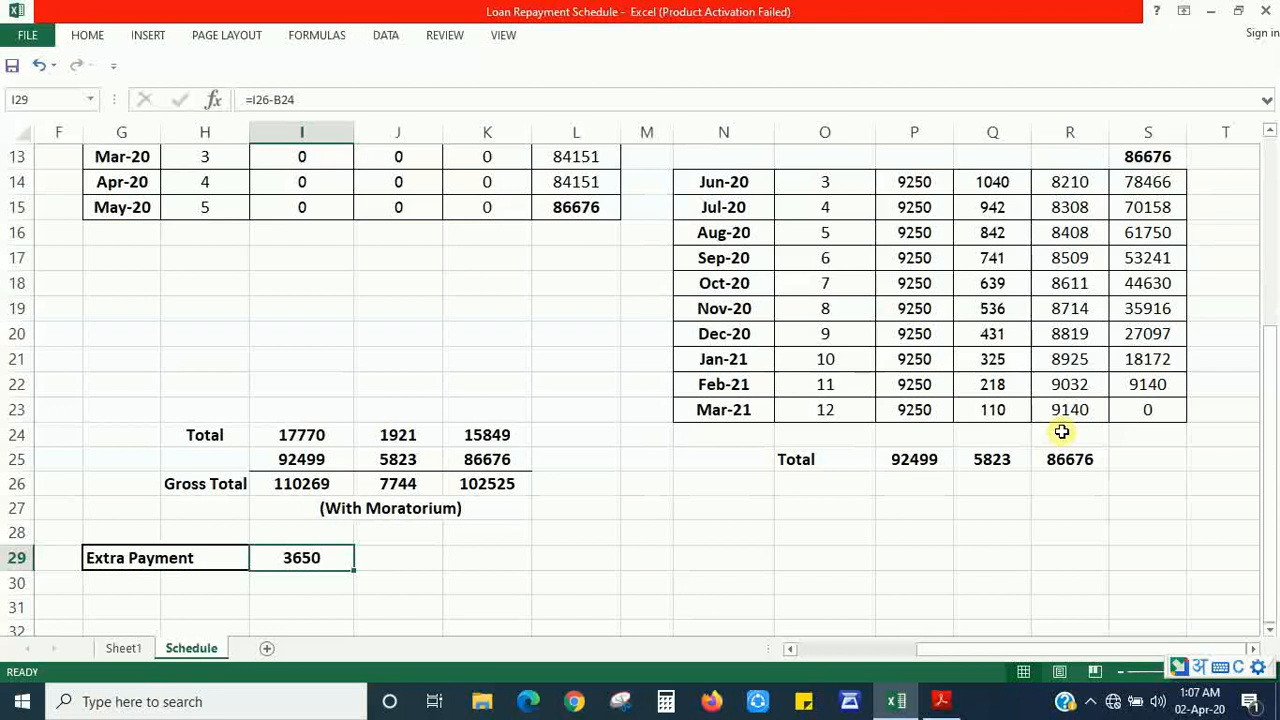 Loan Repayment Schedule - Excel (Product Activation Failed) ?
FILE HOME INSERT PAGE LAYOUT FORMULAS DATA REVIEW VIEW Sign in
I29 fx =I26-B24
F G H I J K L M N O P Q R S T
13 Mar-20 3 0 0 0 84151 86676
14 Apr-20 4 0 0 0 84151 Jun-20 3 9250 1040 8210 78466
15 May-20 5 0 0 0 86676 Jul-20 4 9250 942 8308 70158
16 Aug-20 5 9250 842 8408 61750
17 Sep-20 6 9250 741 8509 53241
18 Oct-20 7 9250 639 8611 44630
19 Nov-20 8 9250 536 8714 35916
20 Dec-20 9 9250 431 8819 27097
21 Jan-21 10 9250 325 8925 18172
22 Feb-21 11 9250 218 9032 9140
23 Mar-21 12 9250 110 9140 0
24 Total 17770 1921 15849
25 92499 5823 86676 Total 92499 5823 86676
26 Gross Total 110269 7744 102525
27 (With Moratorium)
28
29 Extra Payment 3650
30
31
32
Sheet1 Schedule
अ C
READY
Type here to search 1:07 AM
02-Apr-20 1